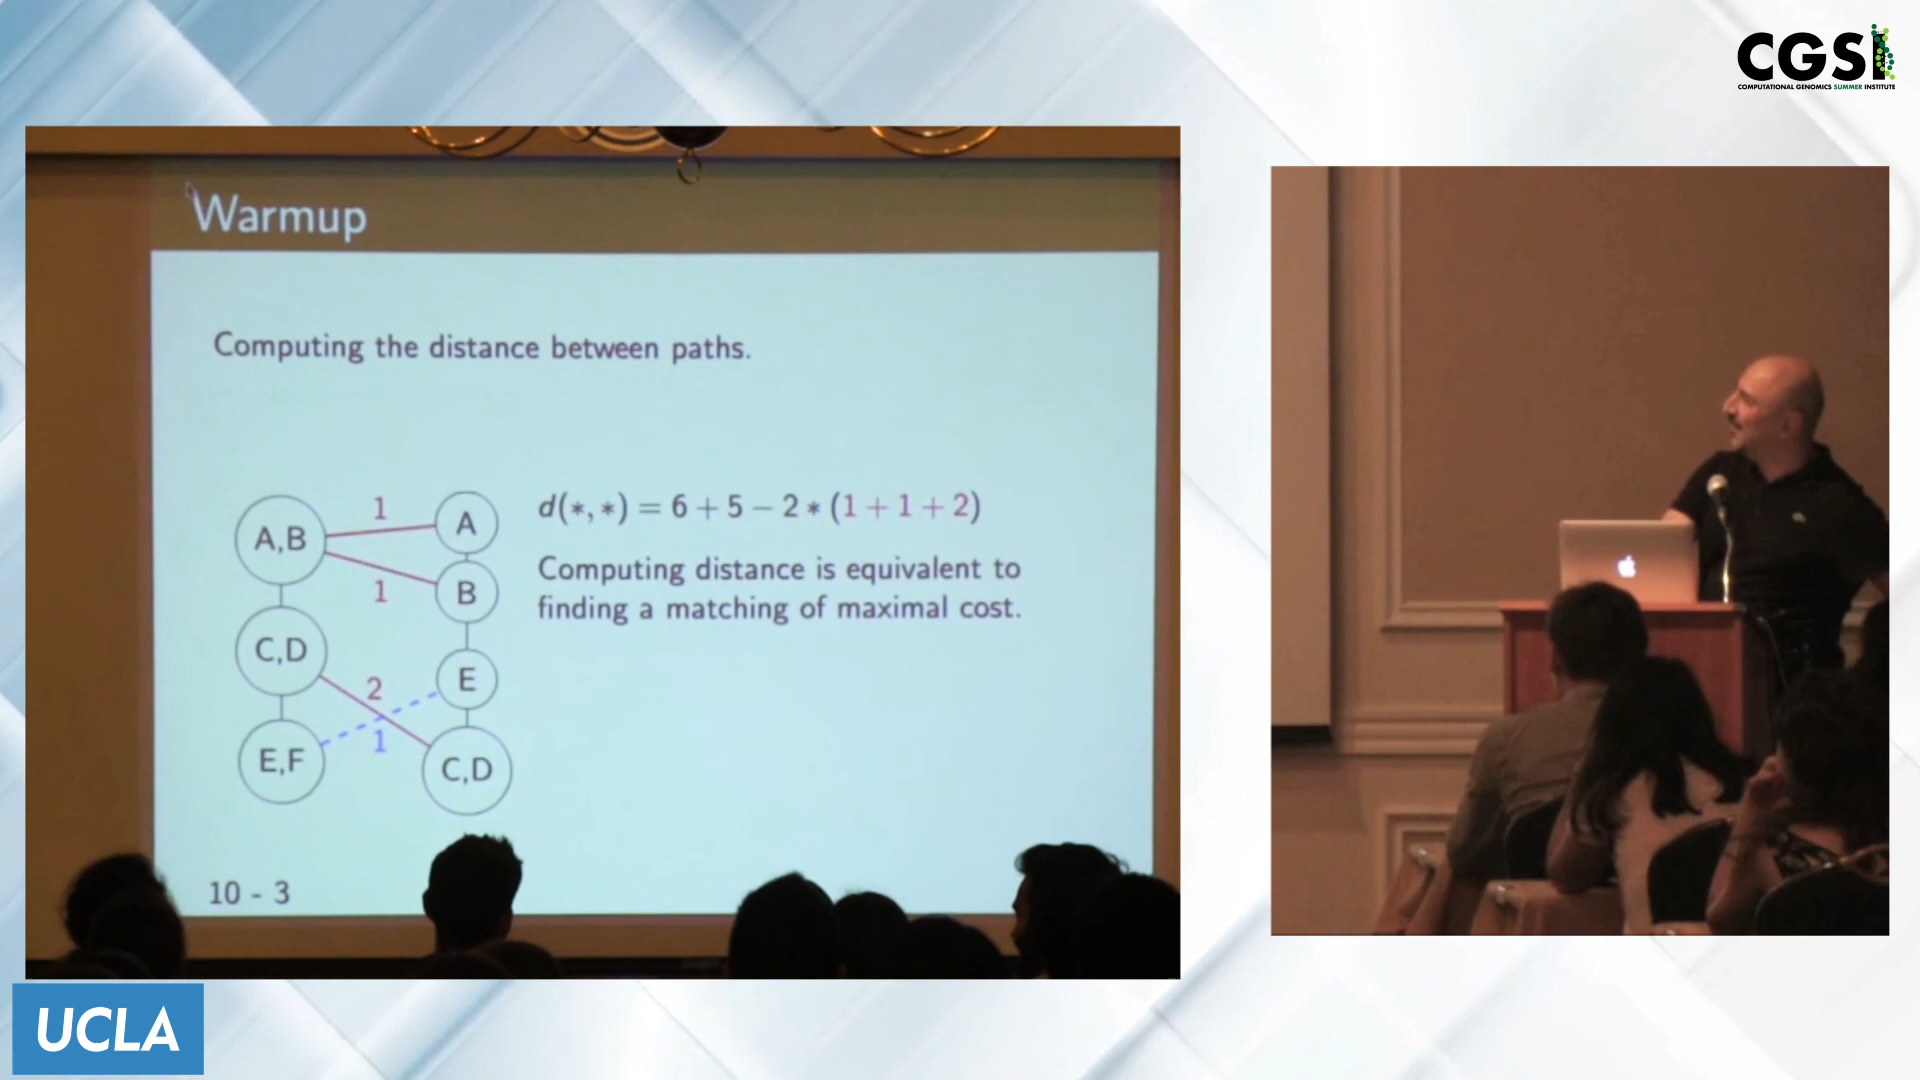 CGSI
COMPUTATIONAL GENOMICS SUMMER INSTITUTE
Warmup
Computing the distance between paths.
A,B
1
A
1
B
C,D
2
E
1
E,F
C,D
d(*,*) = 6 + 5 − 2 * (1 + 1 + 2)
Computing distance is equivalent to
finding a matching of maximal cost.
10 - 3
UCLA